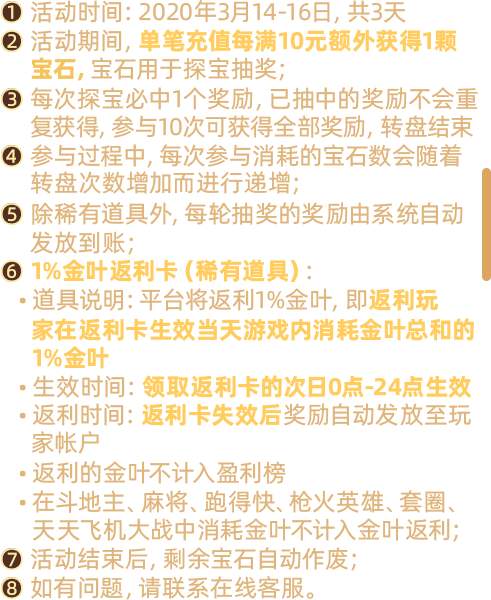 1 活动时间: 2020年3月14-16日, 共3天
2 活动期间, 单笔充值每满10元额外获得1颗
宝石, 宝石用于探宝抽奖;
3 每次探宝必中1个奖励, 已抽中的奖励不会重
复获得, 参与10次可获得全部奖励, 转盘结束
4 参与过程中, 每次参与消耗的宝石数会随着
转盘次数增加而进行递增;
5 除稀有道具外, 每轮抽奖的奖励由系统自动
发放到账;
6 1%金叶返利卡 (稀有道具) :
• 道具说明: 平台将返利1%金叶, 即返利玩
家在返利卡生效当天游戏内消耗金叶总和的
1%金叶
• 生效时间: 领取返利卡的次日0点-24点生效
• 返利时间: 返利卡失效后奖励自动发放至玩
家帐户
• 返利的金叶不计入盈利榜
• 在斗地主、麻将、跑得快、枪火英雄、套圈、
天天飞机大战中消耗金叶不计入金叶返利;
7 活动结束后, 剩余宝石自动作废;
8 如有问题, 请联系在线客服。